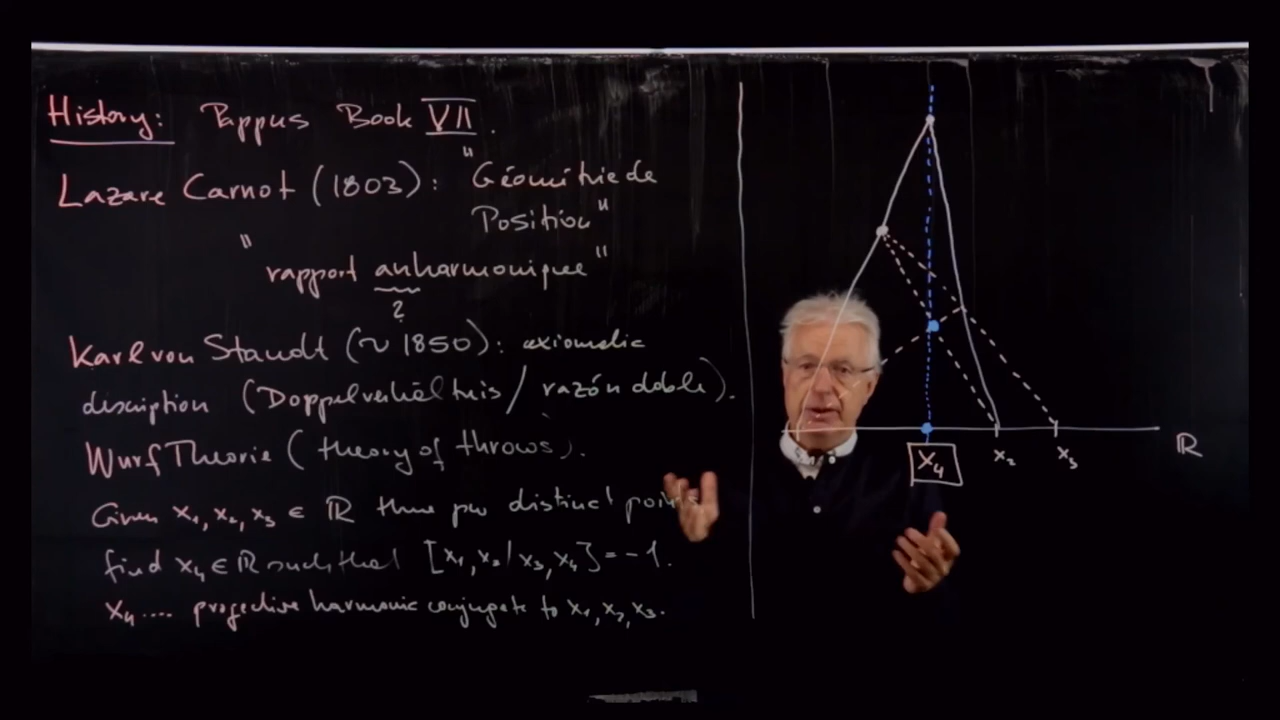 History: Pappus Book VII.
Lazare Carnot (1803): "Géométrie de
Position"
"rapport anharmonique"
?
Karl von Staudt (~1850): axiomatic
discription (Doppelverhältnis / razón doble).
Wurf Theorie (theory of throws).
Given x₁, x₂, x₃ ∈ ℝ three pw distinct points
find x₄ ∈ ℝ such that [x₁, x₂ / x₃, x₄] = -1.
x₄ .... projective harmonic conjugate to x₁, x₂, x₃.
x₄ x₂ x₃ ℝ